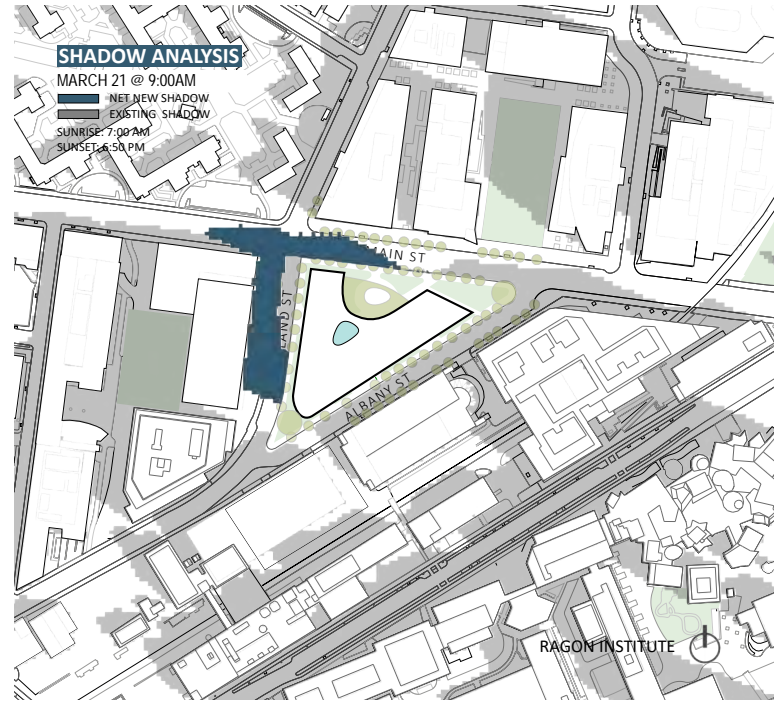 SHADOW ANALYSIS
MARCH 21 @ 9:00AM
NET NEW SHADOW
EXISTING SHADOW
SUNRISE: 7:00 AM
SUNSET: 6:50 PM
AIN ST
LAND ST
ALBANY ST
RAGON INSTITUTE